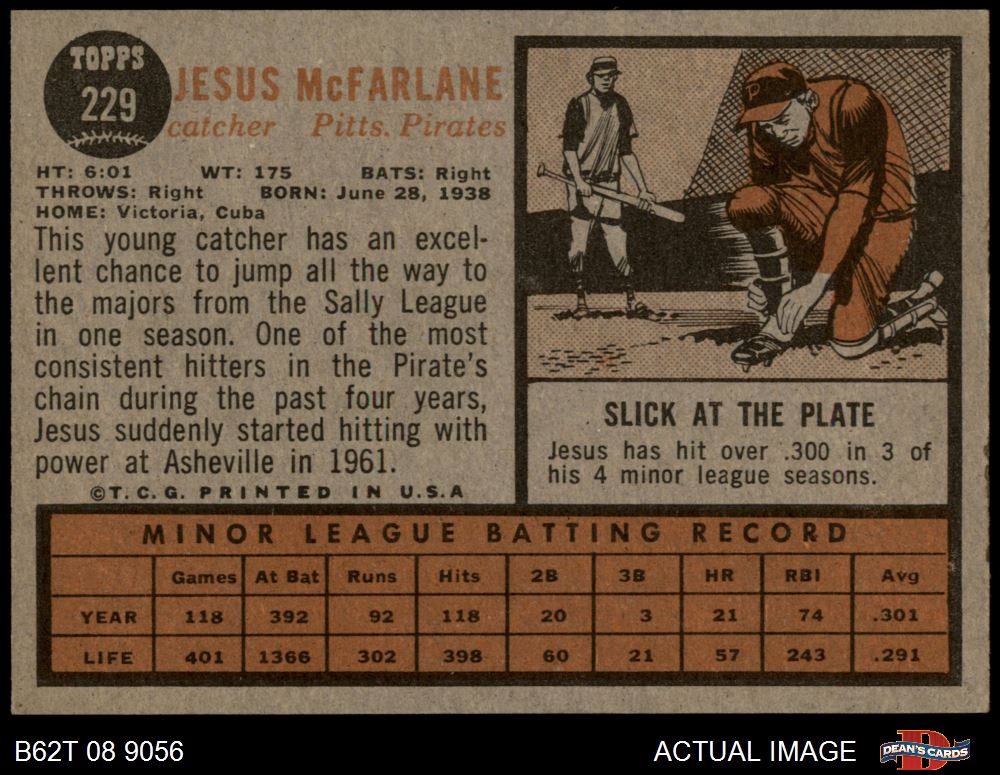 TOPPS
229
JESUS McFARLANE
catcher Pitts. Pirates
HT: 6:01 WT: 175 BATS: Right
THROWS: Right BORN: June 28, 1938
HOME: Victoria, Cuba
This young catcher has an excel-
lent chance to jump all the way to
the majors from the Sally League
in one season. One of the most
consistent hitters in the Pirate's
chain during the past four years,
Jesus suddenly started hitting with
power at Asheville in 1961.
©T.C.G. PRINTED IN U.S.A
P
SLICK AT THE PLATE
Jesus has hit over .300 in 3 of
his 4 minor league seasons.
MINOR LEAGUE BATTING RECORD
Games At Bat Runs Hits 2B 3B HR RBI Avg
YEAR 118 392 92 118 20 3 21 74 .301
LIFE 401 1366 302 398 60 21 57 243 .291
B62T 08 9056 ACTUAL IMAGE
DEAN'S CARDS